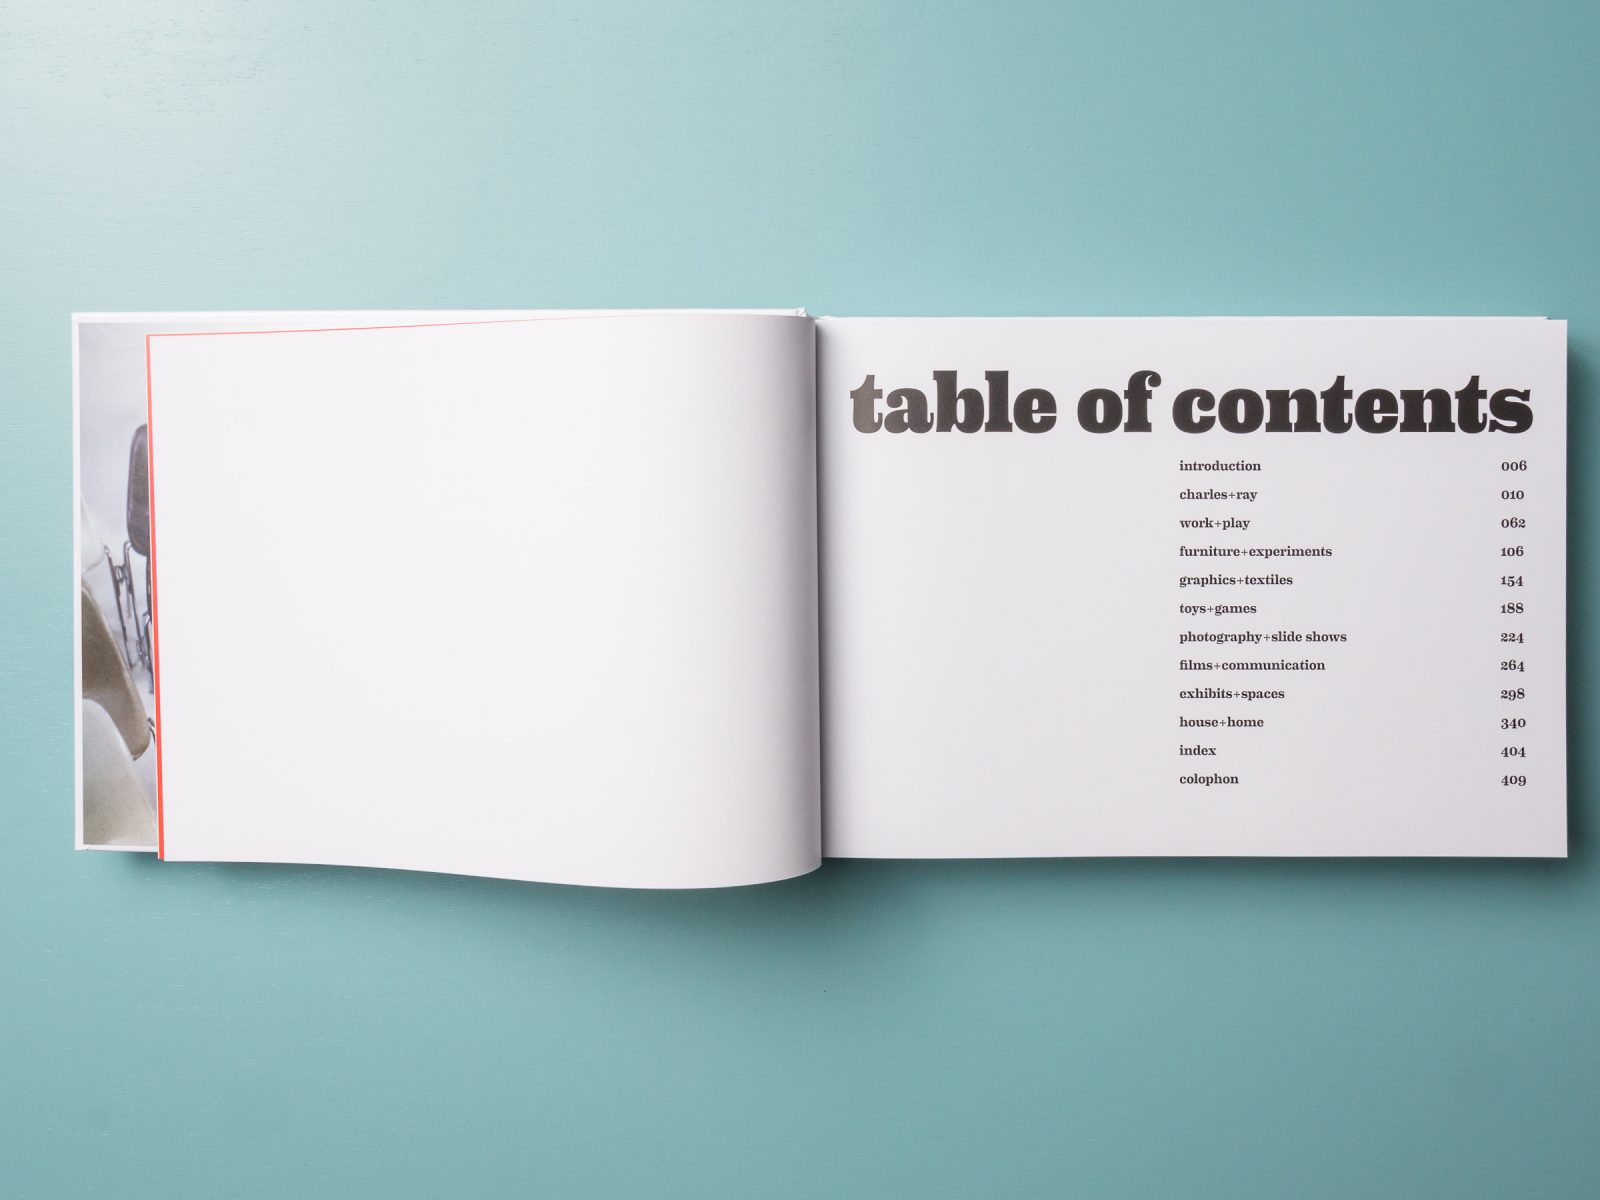 table of contents
introduction 006
charles+ray 010
work+play 062
furniture+experiments 106
graphics+textiles 154
toys+games 188
photography+slide shows 224
films+communication 264
exhibits+spaces 298
house+home 340
index 404
colophon 409